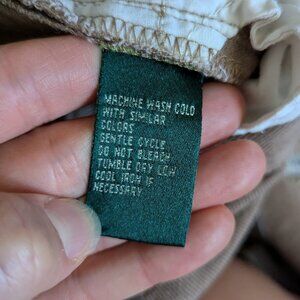 MACHINE WASH COLD
WITH SIMILAR
COLORS
GENTLE CYCLE
DO NOT BLEACH
TUMBLE DRY LOW
COOL IRON IF
NECESSARY